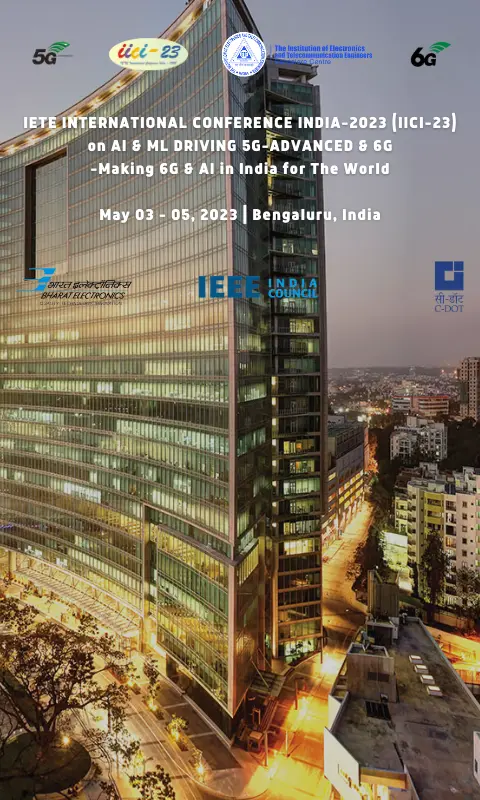 5G
iici - 23
The Institution of Electronics
and Telecommunication Engineers
6G
IETE INTERNATIONAL CONFERENCE INDIA-2023 (IICI-23)
on AI & ML DRIVING 5G-ADVANCED & 6G
-Making 6G & AI in India for The World
May 03 - 05, 2023 | Bengaluru, India
भारत इलेक्ट्रॉनिक्स
BHARAT ELECTRONICS
IEEE INDIA
COUNCIL
सी-डॉट
C-DOT